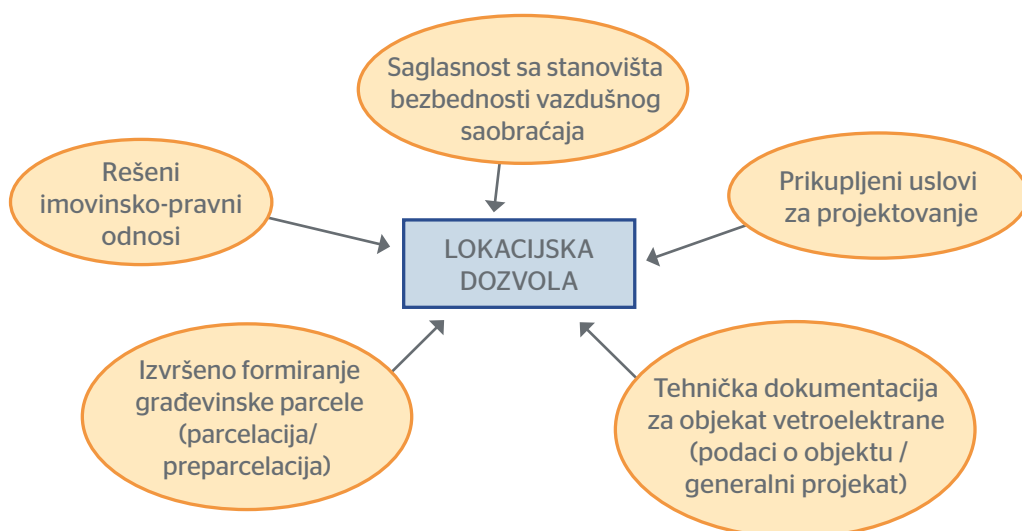 Saglasnost sa stanovišta
bezbednosti vazdušnog
saobraćaja
Rešeni
imovinsko-pravni
odnosi
Prikupljeni uslovi
za projektovanje
LOKACIJSKA
DOZVOLA
Izvršeno formiranje
građevinske parcele
(parcelacija/
preparcelacija)
Tehnička dokumentacija
za objekat vetroelektrane
(podaci o objektu /
generalni projekat)